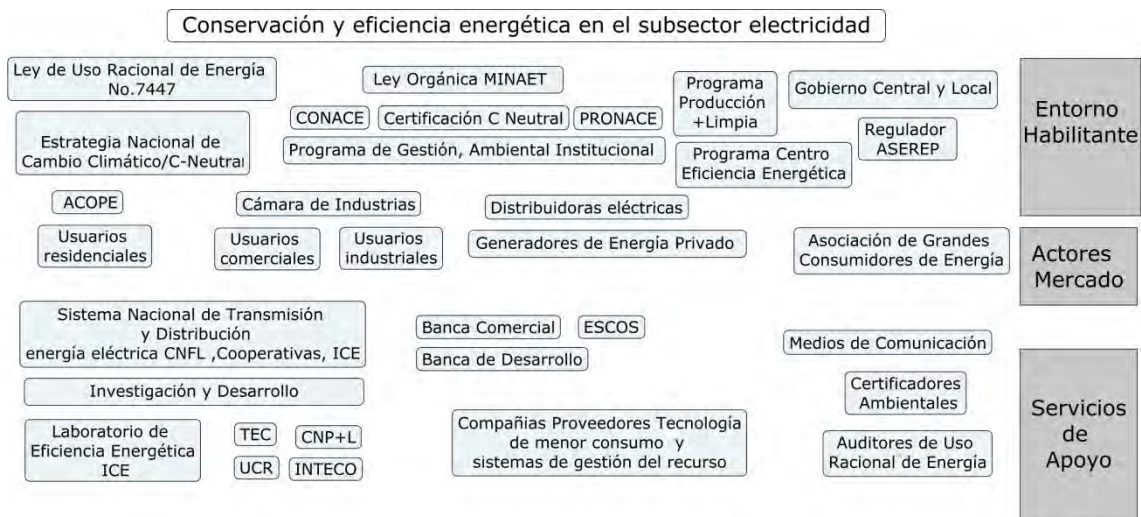 Conservación y eficiencia energética en el subsector electricidad
Ley de Uso Racional de Energía
No.7447
Ley Orgánica MINAET
Programa
Producción
+Limpia
Gobierno Central y Local
Entorno
Habilitante
CONACE
Certificación C Neutral
PRONACE
Estrategia Nacional de
Cambio Climático/C-Neutral
Programa de Gestión, Ambiental Institucional
Programa Centro
Eficiencia Energética
Regulador
ASEREP
ACOPE
Cámara de Industrias
Distribuidoras eléctricas
Usuarios
residenciales
Usuarios
comerciales
Usuarios
industriales
Generadores de Energía Privado
Asociación de Grandes
Consumidores de Energía
Actores
Mercado
Sistema Nacional de Transmisión
y Distribución
energía eléctrica CNFL ,Cooperativas, ICE
Banca Comercial
ESCOS
Banca de Desarrollo
Medios de Comunicación
Investigación y Desarrollo
Certificadores
Ambientales
Laboratorio de
Eficiencia Energética
ICE
TEC
CNP+L
UCR
INTECO
Compañias Proveedores Tecnología
de menor consumo y
sistemas de gestión del recurso
Auditores de Uso
Racional de Energía
Servicios
de
Apoyo